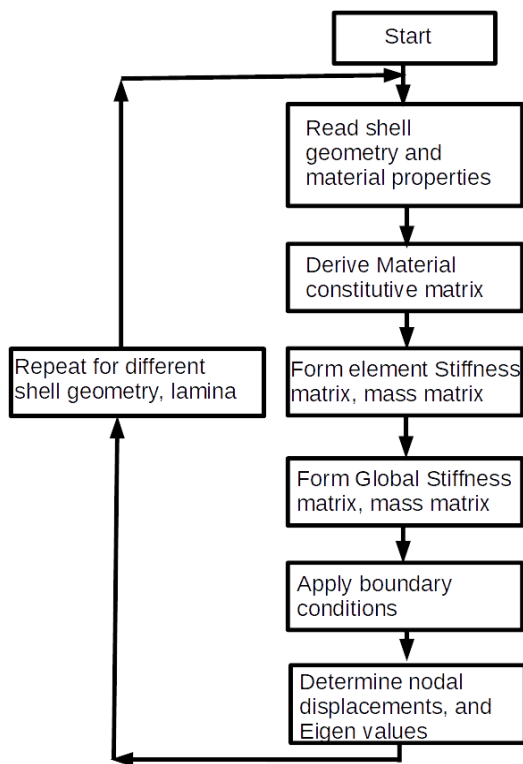 Start
Read shell
geometry and
material properties
Derive Material
constitutive matrix
Form element Stiffness
matrix, mass matrix
Repeat for different
shell geometry, lamina
Form Global Stiffness
matrix, mass matrix
Apply boundary
conditions
Determine nodal
displacements, and
Eigen values